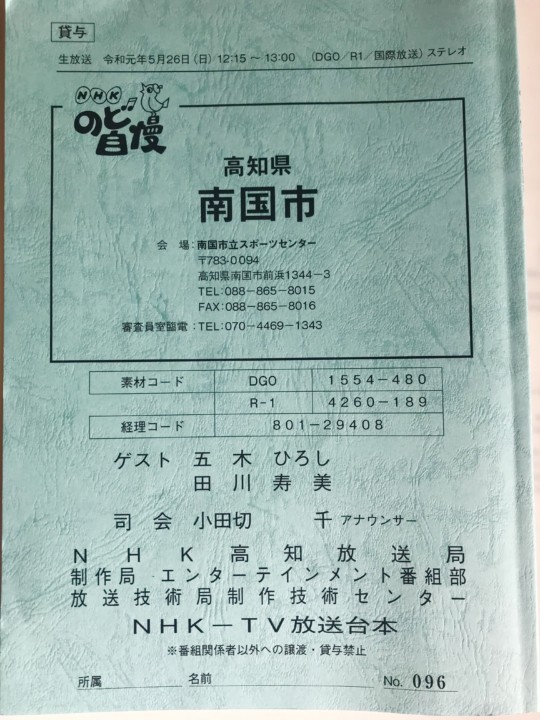 貸与
生放送 令和元年5月26日(日) 12:15～13:00 (DGO/R1/国際放送) ステレオ
NHK
のど自慢
高知県
南国市
会 場:南国市立スポーツセンター
〒783-0094
高知県南国市前浜1344-3
TEL:088-865-8015
FAX:088-865-8016
審査員室臨電:TEL:070-4469-1343
素材コード DGO 1554-480
R-1 4260-189
経理コード 801-29408
ゲスト 五木ひろし
田川寿美
司会 小田切 千 アナウンサー
NHK高知放送局
制作局 エンターテインメント番組部
放送技術局制作技術センター
NHK-TV放送台本
※番組関係者以外への譲渡・貸与禁止
所属 名前 No. 096